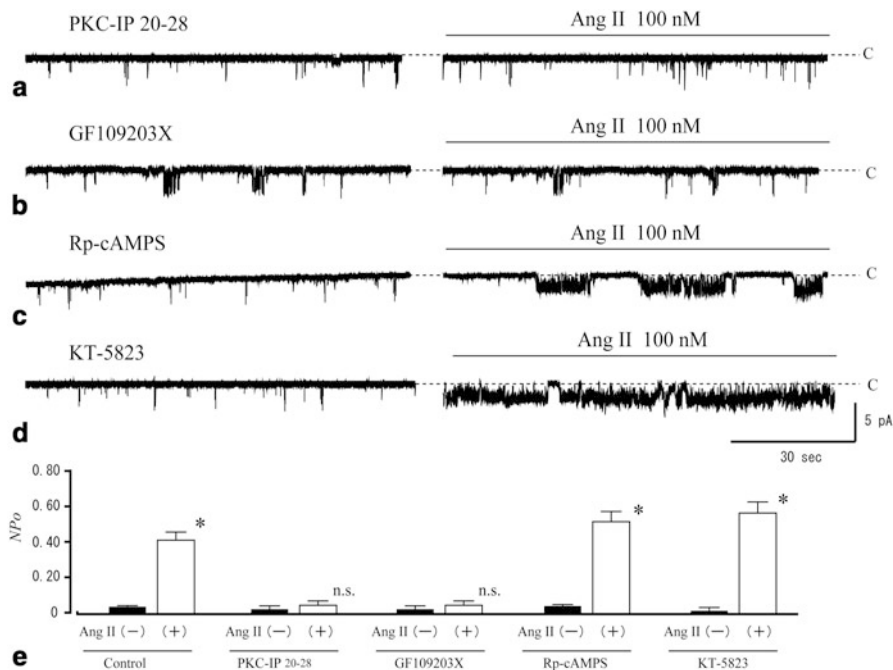 PKC-IP 20-28 Ang II 100 nM
C
a
GF109203X Ang II 100 nM
C
b
Rp-cAMPS Ang II 100 nM
C
c
KT-5823 Ang II 100 nM
C
d
5 pA
30 sec
0.80
0.60
0.40
0.20
0
NPo
*
n.s.
n.s.
*
*
Ang II (−) (+) Ang II (−) (+) Ang II (−) (+) Ang II (−) (+) Ang II (−) (+)
Control PKC-IP 20-28 GF109203X Rp-cAMPS KT-5823
e